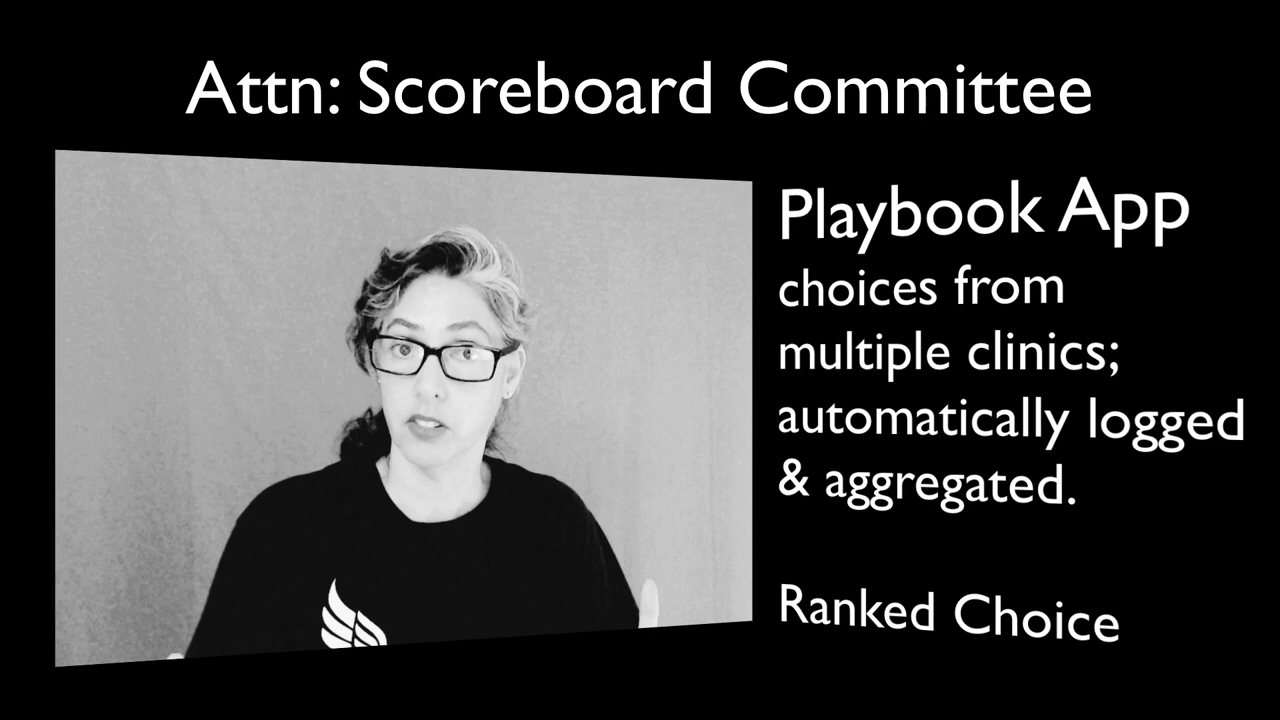 Attn: Scoreboard Committee
Playbook App
choices from
multiple clinics;
automatically logged
& aggregated.
Ranked Choice